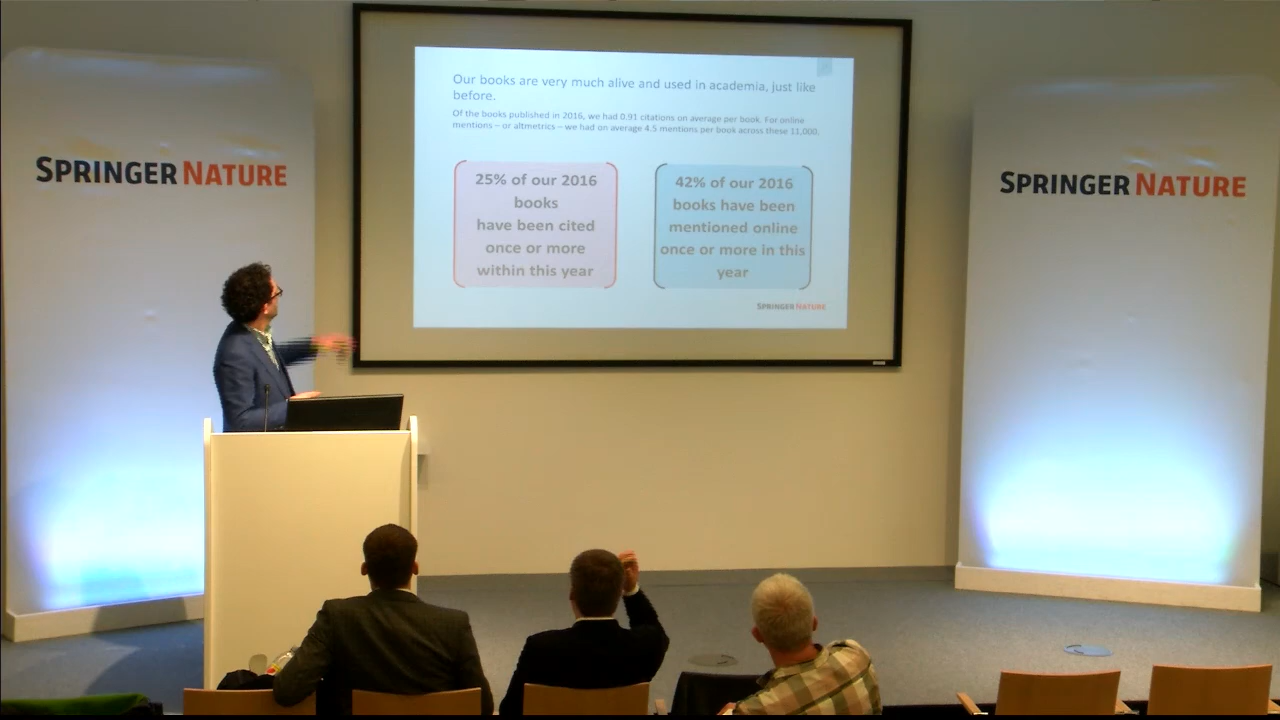 SPRINGER NATURE
Our books are very much alive and used in academia, just like
before.
Of the books published in 2016, we had 0.91 citations on average per book. For online
mentions – or altmetrics – we had on average 4.5 mentions per book across these 11,000.
25% of our 2016
books
have been cited
once or more
within this year
42% of our 2016
books have been
mentioned online
once or more in this
year
SPRINGER NATURE
SPRINGER NATURE